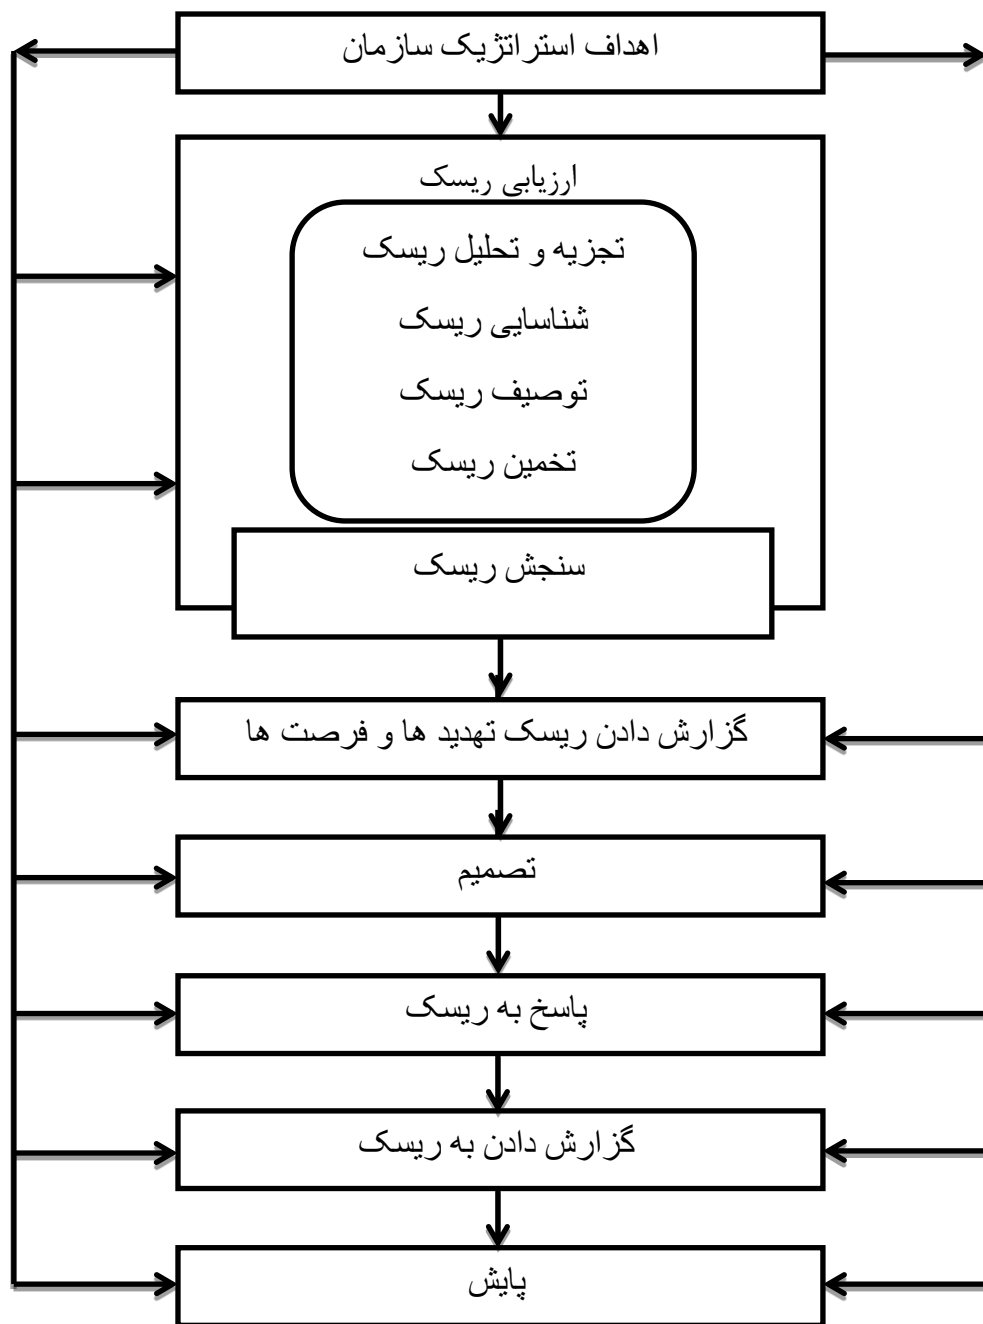 اهداف استراتژیک سازمان
ارزیابی ریسک
تجزیه و تحلیل ریسک
شناسایی ریسک
توصیف ریسک
تخمین ریسک
سنجش ریسک
گزارش دادن ریسک تهدید ها و فرصت ها
تصمیم
پاسخ به ریسک
گزارش دادن به ریسک
پایش